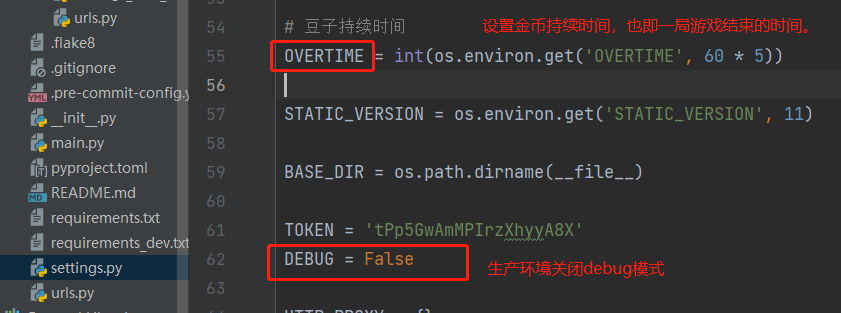 urls.py
.flake8
.gitignore
.pre-commit-config.y
__init__.py
main.py
pyproject.toml
README.md
requirements.txt
requirements_dev.txt
settings.py
urls.py
54 # 豆子持续时间 设置金币持续时间，也即一局游戏结束的时间。
55 OVERTIME = int(os.environ.get('OVERTIME', 60 * 5))
56
57 STATIC_VERSION = os.environ.get('STATIC_VERSION', 11)
58
59 BASE_DIR = os.path.dirname(__file__)
60
61 TOKEN = 'tPp5GwAmMPIrzXhyyA8X'
62 DEBUG = False 生产环境关闭debug模式